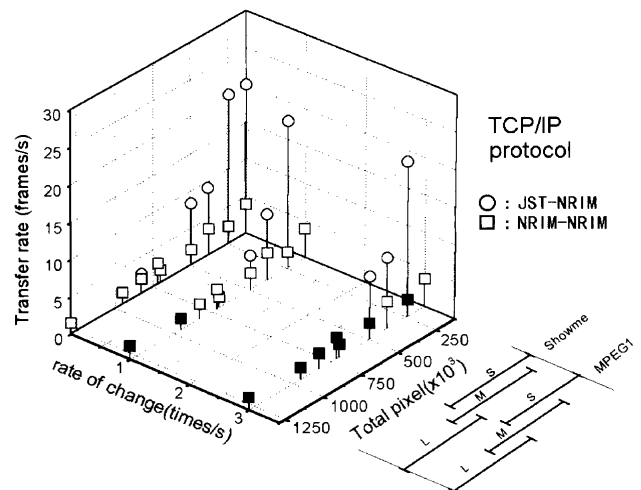 30
25
20
15
10
5
0
Transfer rate (frames/s)
TCP/IP
protocol
○ : JST-NRIM
□ : NRIM-NRIM
1
2
3
rate of change(times/s)
250
500
750
1000
1250
Total pixel(x10³)
Showme
MPEG1
S
M
S
L
M
L